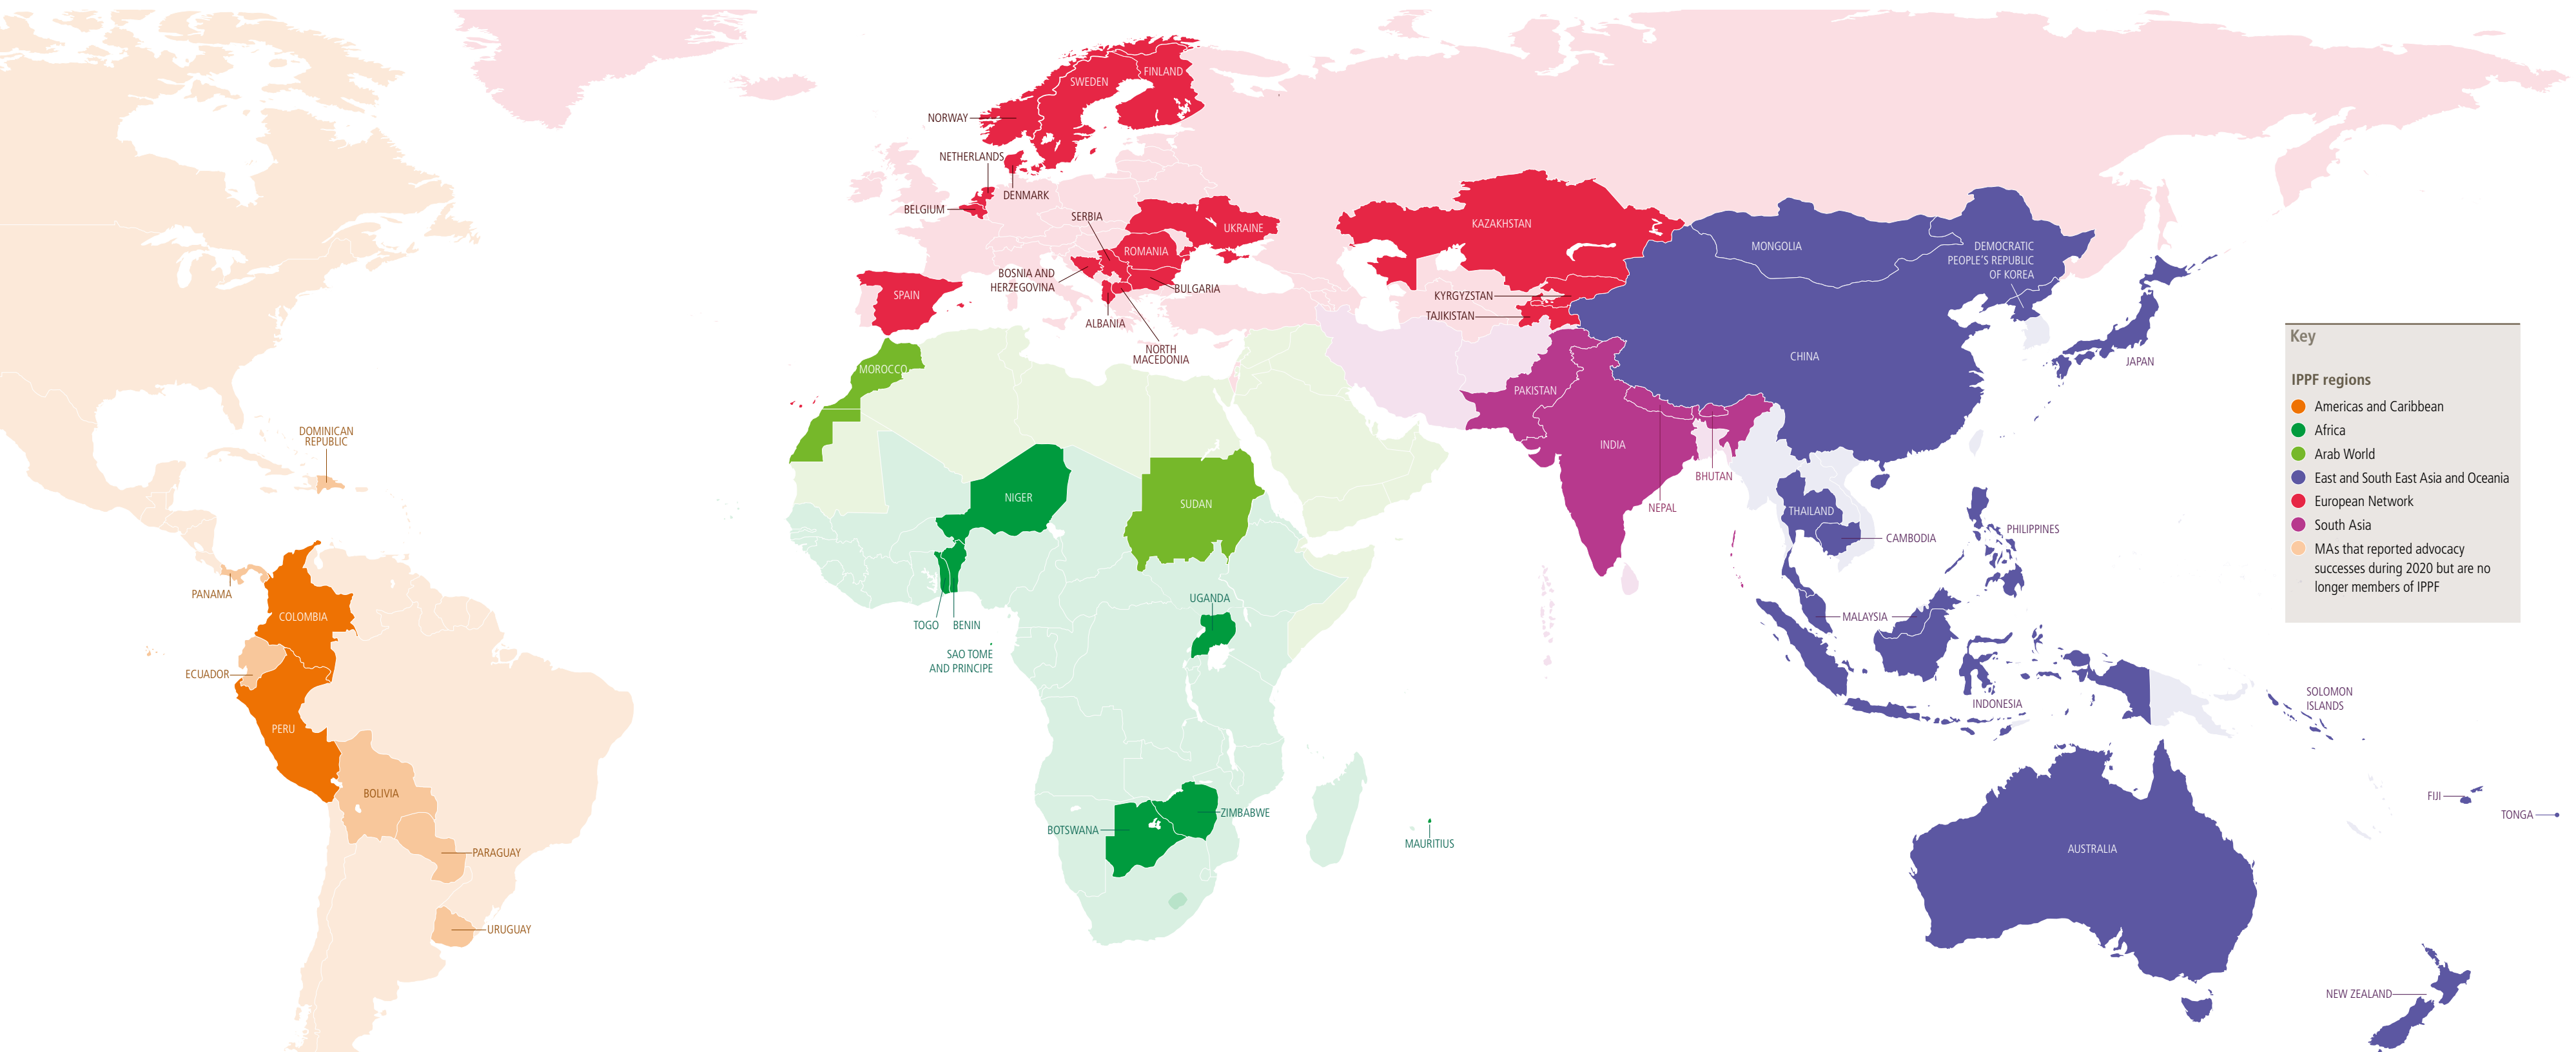 NORWAY
SWEDEN
FINLAND
NETHERLANDS
DENMARK
BELGIUM
SERBIA
UKRAINE
ROMANIA
BOSNIA AND
HERZEGOVINA
BULGARIA
SPAIN
ALBANIA
NORTH
MACEDONIA
KAZAKHSTAN
KYRGYZSTAN
TAJIKISTAN
MONGOLIA
DEMOCRATIC
PEOPLE'S REPUBLIC
OF KOREA
CHINA
JAPAN
MOROCCO
PAKISTAN
INDIA
BHUTAN
NEPAL
DOMINICAN
REPUBLIC
NIGER
SUDAN
THAILAND
CAMBODIA
PHILIPPINES
PANAMA
COLOMBIA
ECUADOR
PERU
BOLIVIA
PARAGUAY
URUGUAY
TOGO
BENIN
UGANDA
SAO TOME
AND PRINCIPE
BOTSWANA
ZIMBABWE
MAURITIUS
MALAYSIA
INDONESIA
SOLOMON
ISLANDS
FIJI
TONGA
AUSTRALIA
NEW ZEALAND
Key
IPPF regions
Americas and Caribbean
Africa
Arab World
East and South East Asia and Oceania
European Network
South Asia
MAs that reported advocacy
successes during 2020 but are no
longer members of IPPF